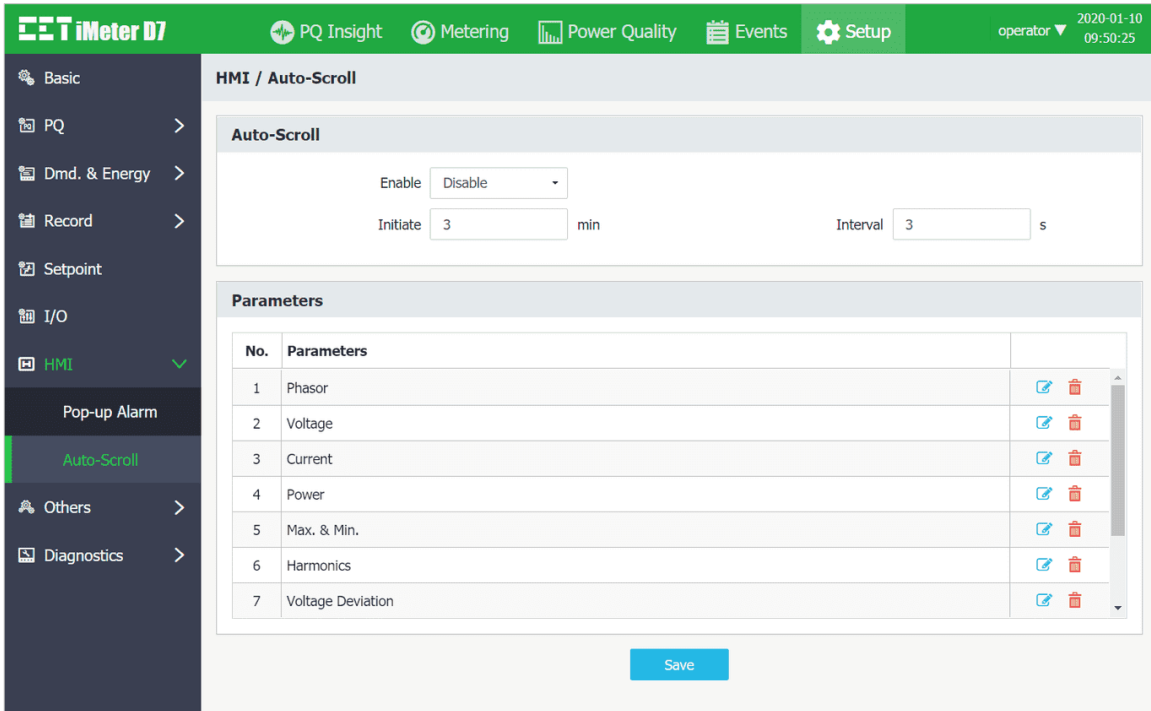 CET iMeter D7
PQ Insight
Metering
Power Quality
Events
Setup
operator
2020-01-10
09:50:25
Basic
PQ
Dmd. & Energy
Record
Setpoint
I/O
HMI
Pop-up Alarm
Auto-Scroll
Others
Diagnostics
HMI / Auto-Scroll
Auto-Scroll
Enable Disable
Initiate 3 min Interval 3 s
Parameters
No. Parameters
1 Phasor
2 Voltage
3 Current
4 Power
5 Max. & Min.
6 Harmonics
7 Voltage Deviation
Save